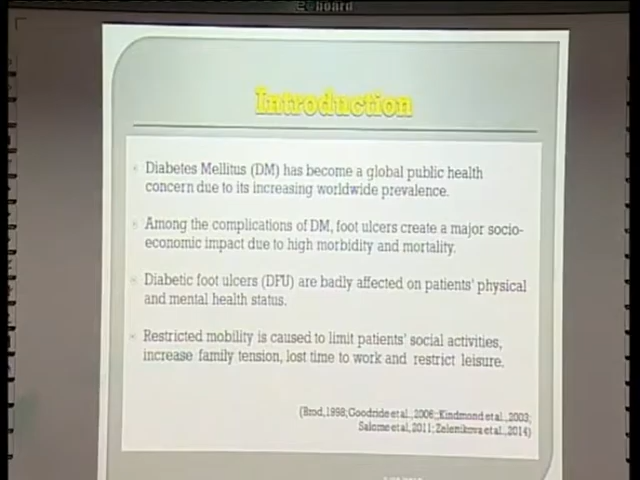 Introduction
Diabetes Mellitus (DM) has become a global public health
concern due to its increasing worldwide prevalence.
Among the complications of DM, foot ulcers create a major socio-
economic impact due to high morbidity and mortality.
Diabetic foot ulcers (DFU) are badly affected on patients' physical
and mental health status.
Restricted mobility is caused to limit patients' social activities,
increase family tension, lost time to work and restrict leisure.
(Brod,1998;Goodride et al.,2006; Kindmond et al.,2003;
Salome et al,2011; Zelenikova et al.,2014)